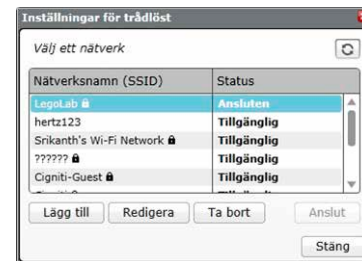 Inställningar för trådlöst
Välj ett nätverk
Nätverksnamn (SSID) Status
LegoLab Ansluten
hertz123 Tillgänglig
Srikanth's Wi-Fi Network Tillgänglig
?????? Tillgänglig
Cigniti-Guest Tillgänglig
Lägg till Redigera Ta bort Anslut
Stäng